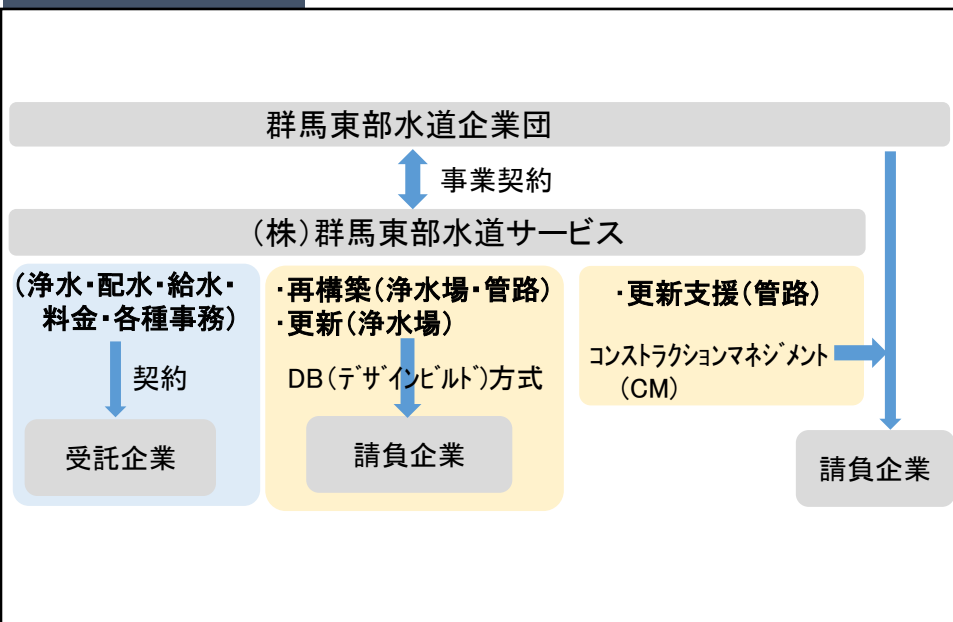 群馬東部水道企業団
事業契約
(株)群馬東部水道サービス
(浄水・配水・給水・
料金・各種事務)
契約
受託企業
・再構築(浄水場・管路)
・更新(浄水場)
DB(ﾃﾞｻﾞｲﾝﾋﾞﾙﾄﾞ)方式
請負企業
・更新支援(管路)
ｺﾝｽﾄﾗｸｼｮﾝﾏﾈｼﾞﾒﾝﾄ
(CM)
請負企業